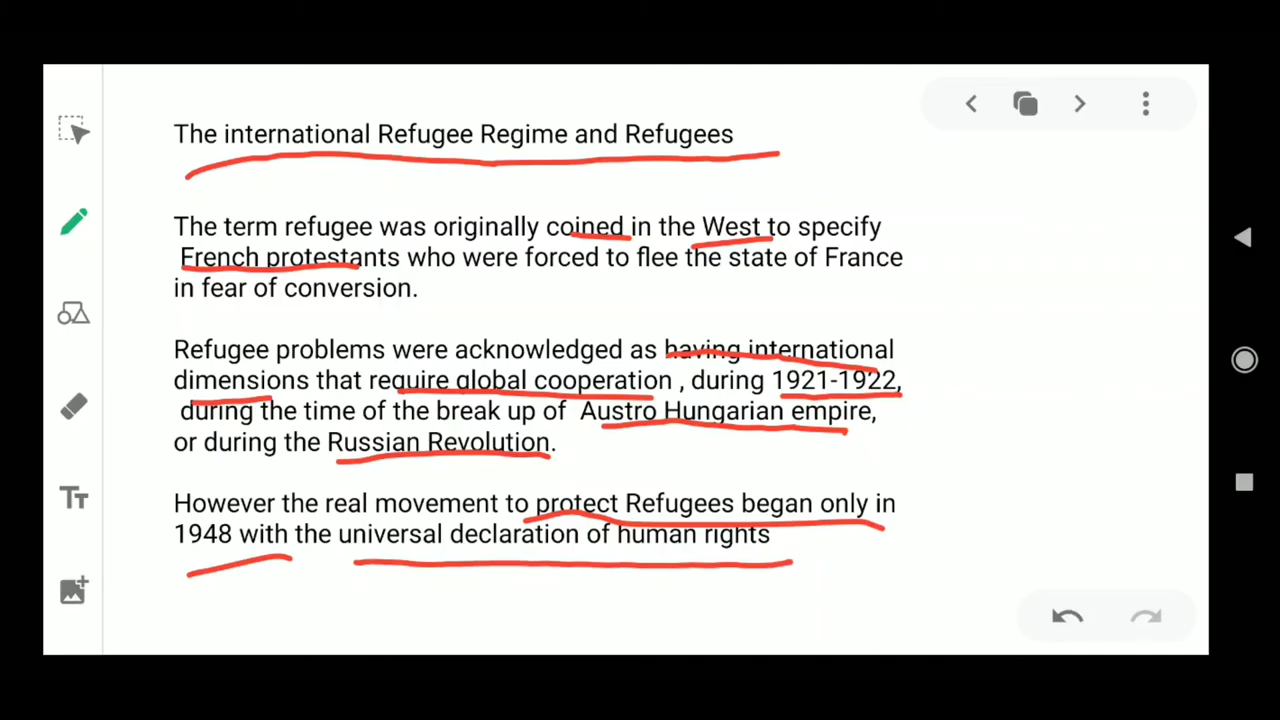 The international Refugee Regime and Refugees
The term refugee was originally coined in the West to specify
French protestants who were forced to flee the state of France
in fear of conversion.
Refugee problems were acknowledged as having international
dimensions that require global cooperation , during 1921-1922,
during the time of the break up of Austro Hungarian empire,
or during the Russian Revolution.
However the real movement to protect Refugees began only in
1948 with the universal declaration of human rights
TT